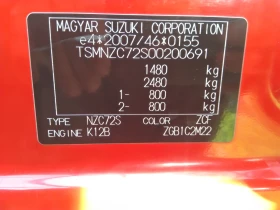 MAGYAR SUZUKI CORPORATION
e4*2007/46*0155
TSMNZC72S00200691
1480 kg
2480 kg
1- 800 kg
2- 800 kg
TYPE NZC72S COLOR ZCF
ENGINE K12B ZGB1C2M22